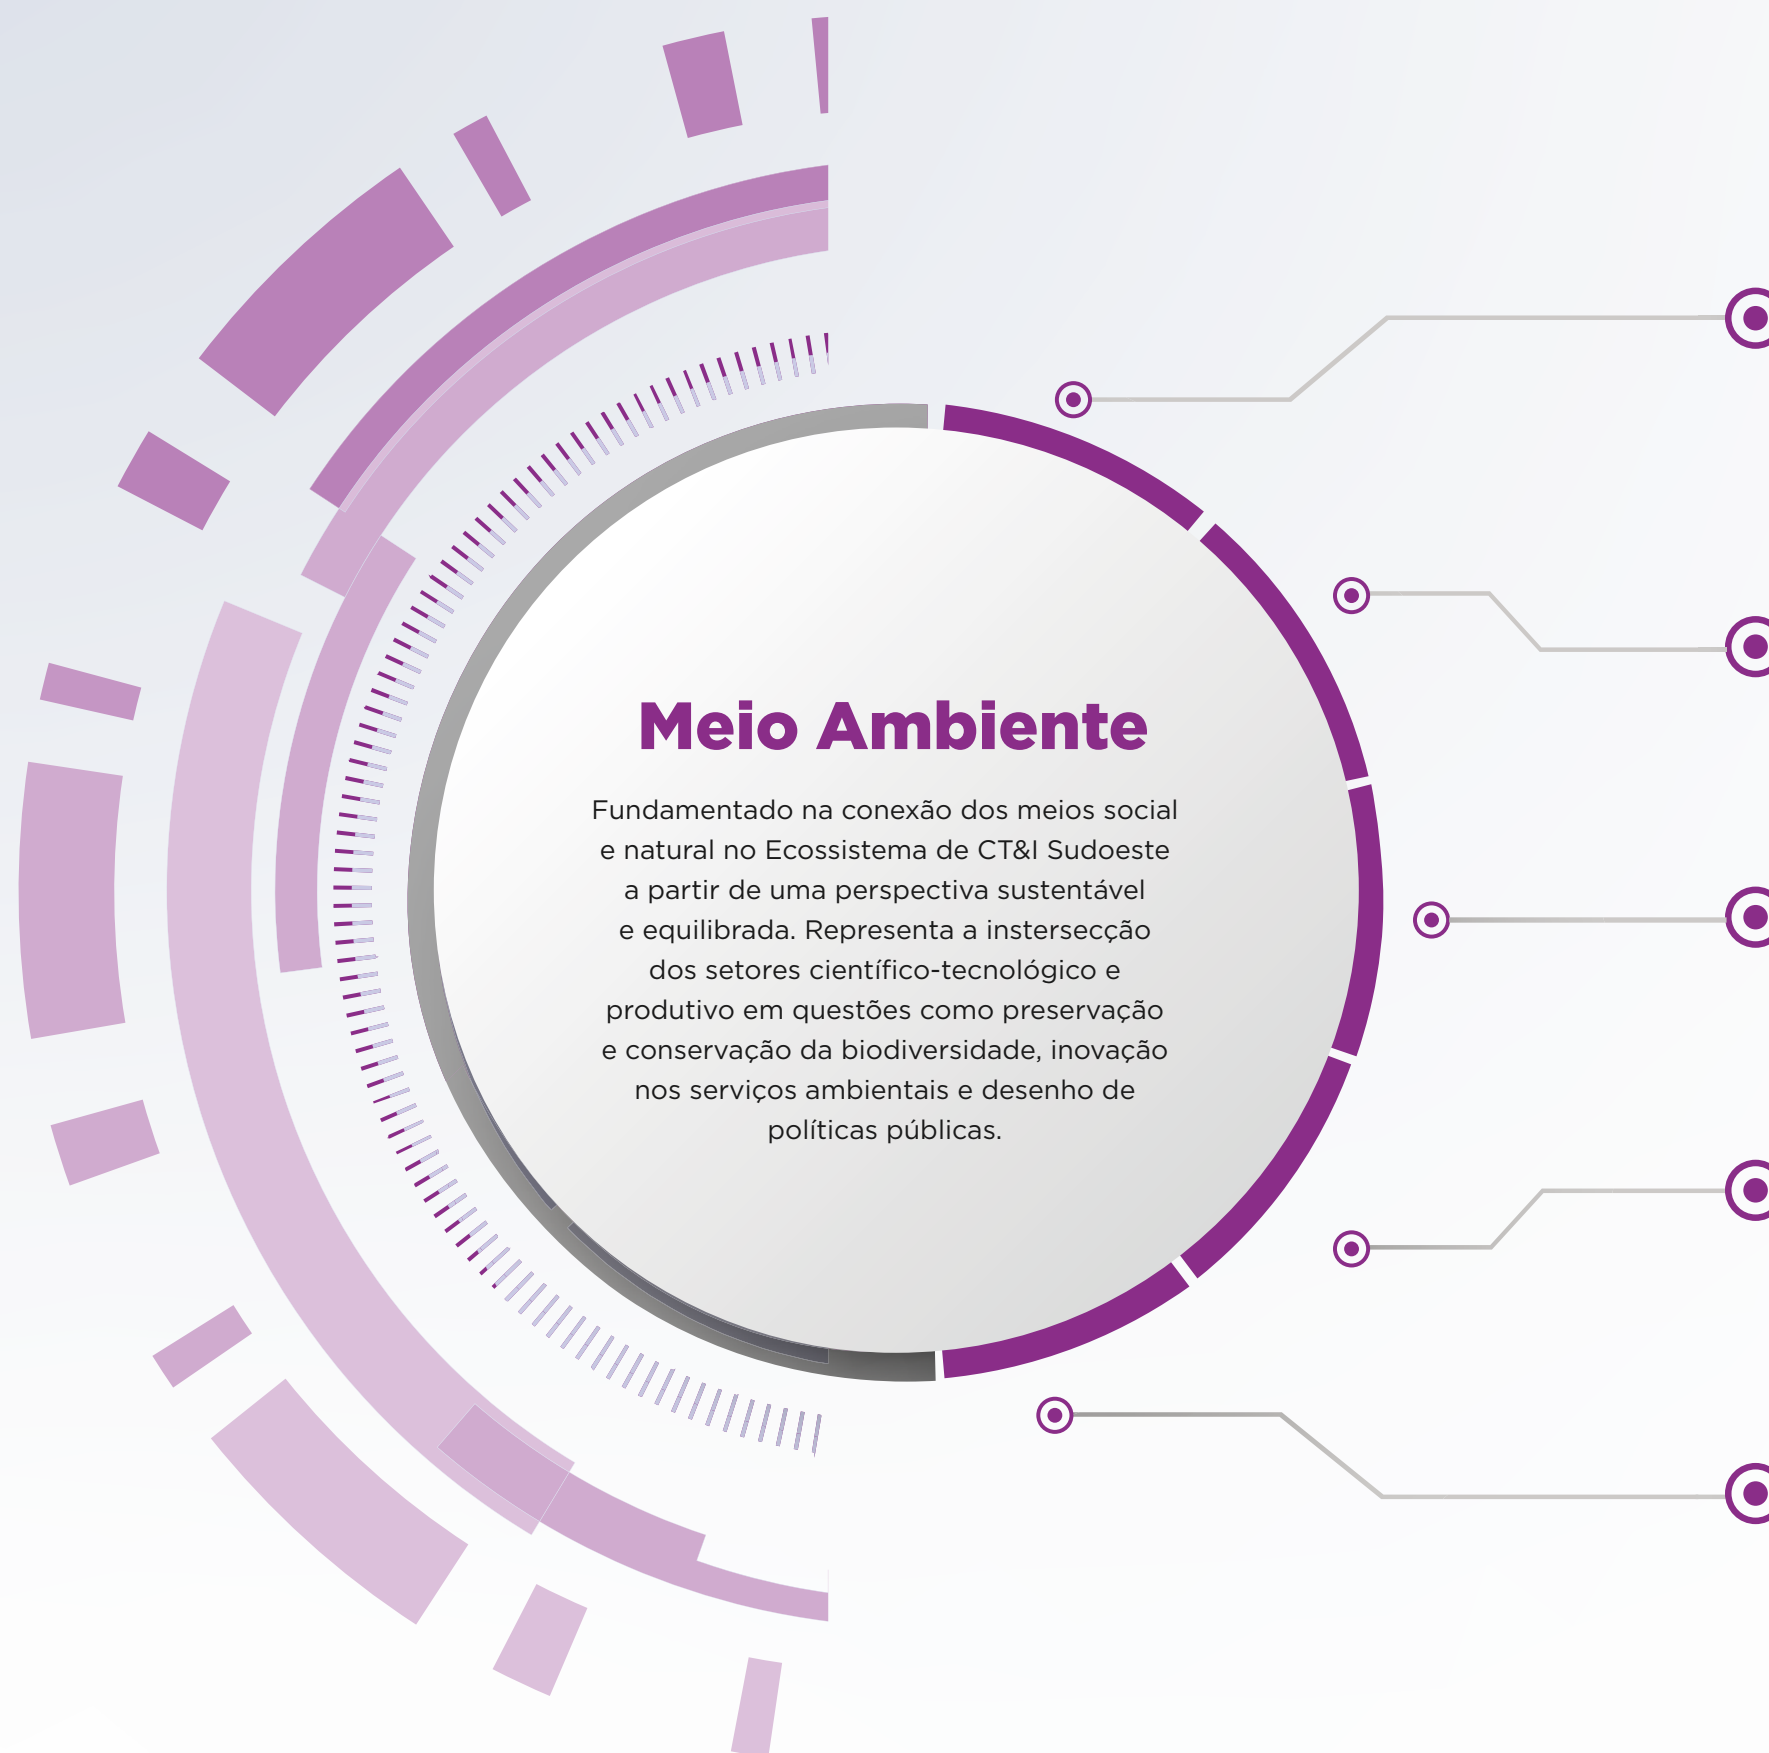 Meio Ambiente
Fundamentado na conexão dos meios social
e natural no Ecossistema de CT&I Sudoeste
a partir de uma perspectiva sustentável
e equilibrada. Representa a instersecção
dos setores científico-tecnológico e
produtivo em questões como preservação
e conservação da biodiversidade, inovação
nos serviços ambientais e desenho de
políticas públicas.